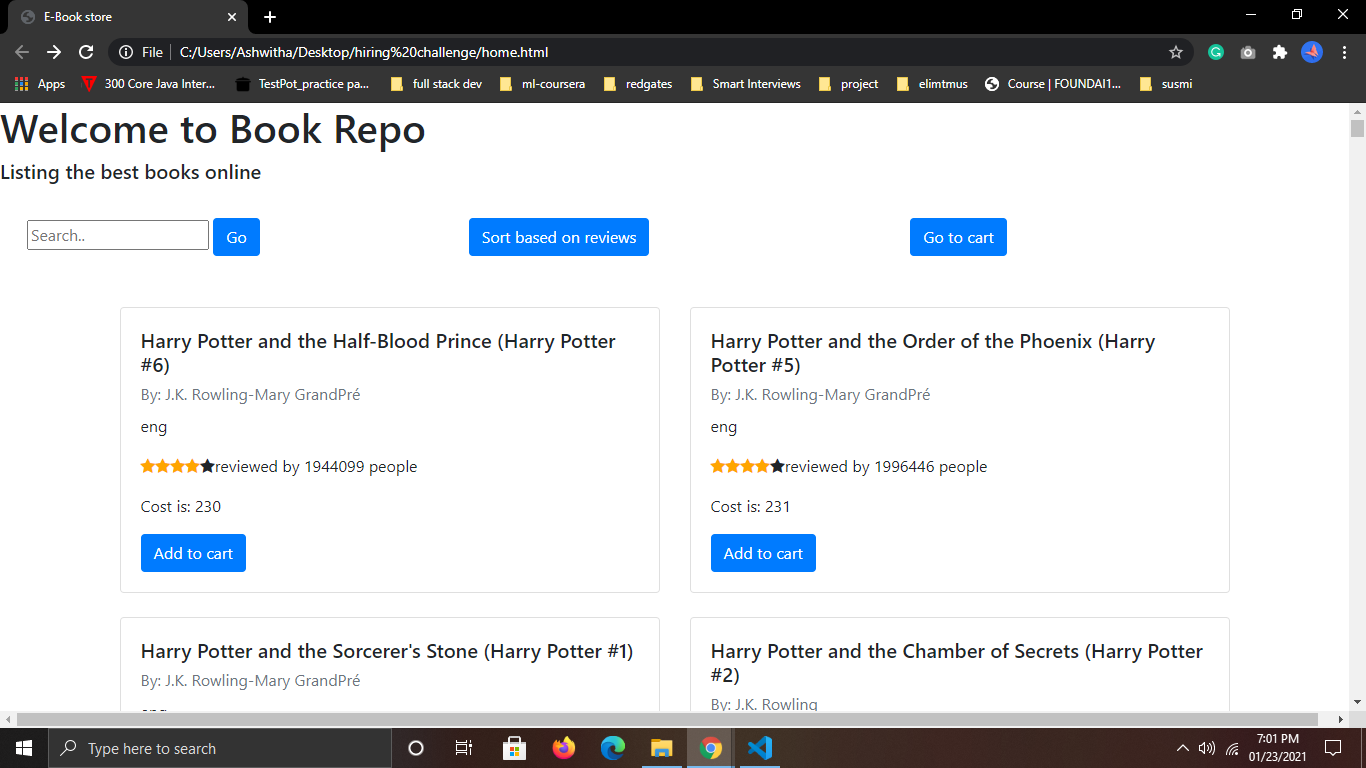 E-Book store
File
C:/Users/Ashwitha/Desktop/hiring%20challenge/home.html
Apps
300 Core Java Inter...
TestPot_practice pa...
full stack dev
ml-coursera
redgates
Smart Interviews
project
elimtmus
Course | FOUNDAI1...
susmi
Welcome to Book Repo
Listing the best books online
Search..
Go
Sort based on reviews
Go to cart
Harry Potter and the Half-Blood Prince (Harry Potter
#6)
By: J.K. Rowling-Mary GrandPré
eng
reviewed by 1944099 people
Cost is: 230
Add to cart
Harry Potter and the Order of the Phoenix (Harry
Potter #5)
By: J.K. Rowling-Mary GrandPré
eng
reviewed by 1996446 people
Cost is: 231
Add to cart
Harry Potter and the Sorcerer's Stone (Harry Potter #1)
By: J.K. Rowling-Mary GrandPré
Harry Potter and the Chamber of Secrets (Harry Potter
#2)
By: J.K. Rowling
Type here to search
7:01 PM
01/23/2021